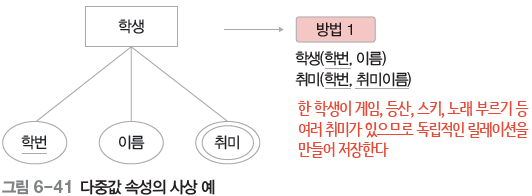 학생
방법 1
학생(학번, 이름)
취미(학번, 취미이름)
한 학생이 게임, 등산, 스키, 노래 부르기 등
여러 취미가 있으므로 독립적인 릴레이션을
만들어 저장한다
학번
이름
취미
그림 6-41 다중값 속성의 사상 예